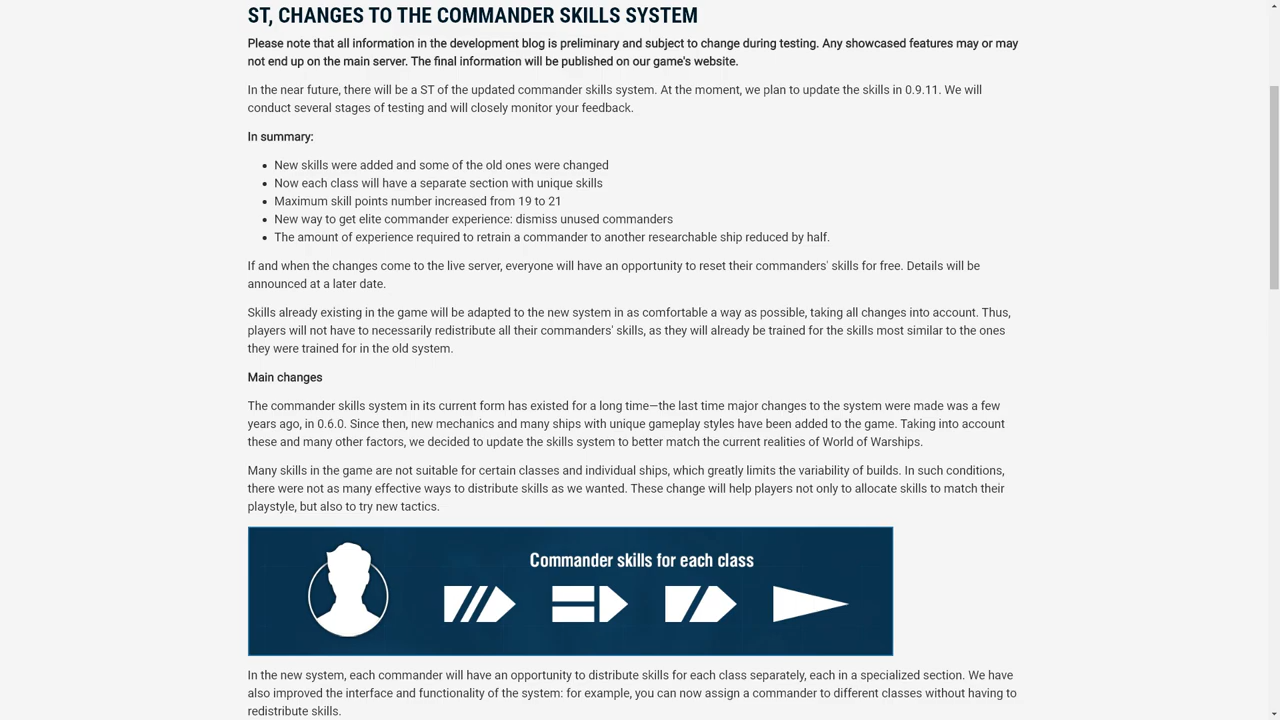 ST, CHANGES TO THE COMMANDER SKILLS SYSTEM
Please note that all information in the development blog is preliminary and subject to change during testing. Any showcased features may or may
not end up on the main server. The final information will be published on our game's website.
In the near future, there will be a ST of the updated commander skills system. At the moment, we plan to update the skills in 0.9.11. We will
conduct several stages of testing and will closely monitor your feedback.
In summary:
• New skills were added and some of the old ones were changed
• Now each class will have a separate section with unique skills
• Maximum skill points number increased from 19 to 21
• New way to get elite commander experience: dismiss unused commanders
• The amount of experience required to retrain a commander to another researchable ship reduced by half.
If and when the changes come to the live server, everyone will have an opportunity to reset their commanders' skills for free. Details will be
announced at a later date.
Skills already existing in the game will be adapted to the new system in as comfortable a way as possible, taking all changes into account. Thus,
players will not have to necessarily redistribute all their commanders' skills, as they will already be trained for the skills most similar to the ones
they were trained for in the old system.
Main changes
The commander skills system in its current form has existed for a long time—the last time major changes to the system were made was a few
years ago, in 0.6.0. Since then, new mechanics and many ships with unique gameplay styles have been added to the game. Taking into account
these and many other factors, we decided to update the skills system to better match the current realities of World of Warships.
Many skills in the game are not suitable for certain classes and individual ships, which greatly limits the variability of builds. In such conditions,
there were not as many effective ways to distribute skills as we wanted. These change will help players not only to allocate skills to match their
playstyle, but also to try new tactics.
Commander skills for each class
In the new system, each commander will have an opportunity to distribute skills for each class separately, each in a specialized section. We have
also improved the interface and functionality of the system: for example, you can now assign a commander to different classes without having to
redistribute skills.